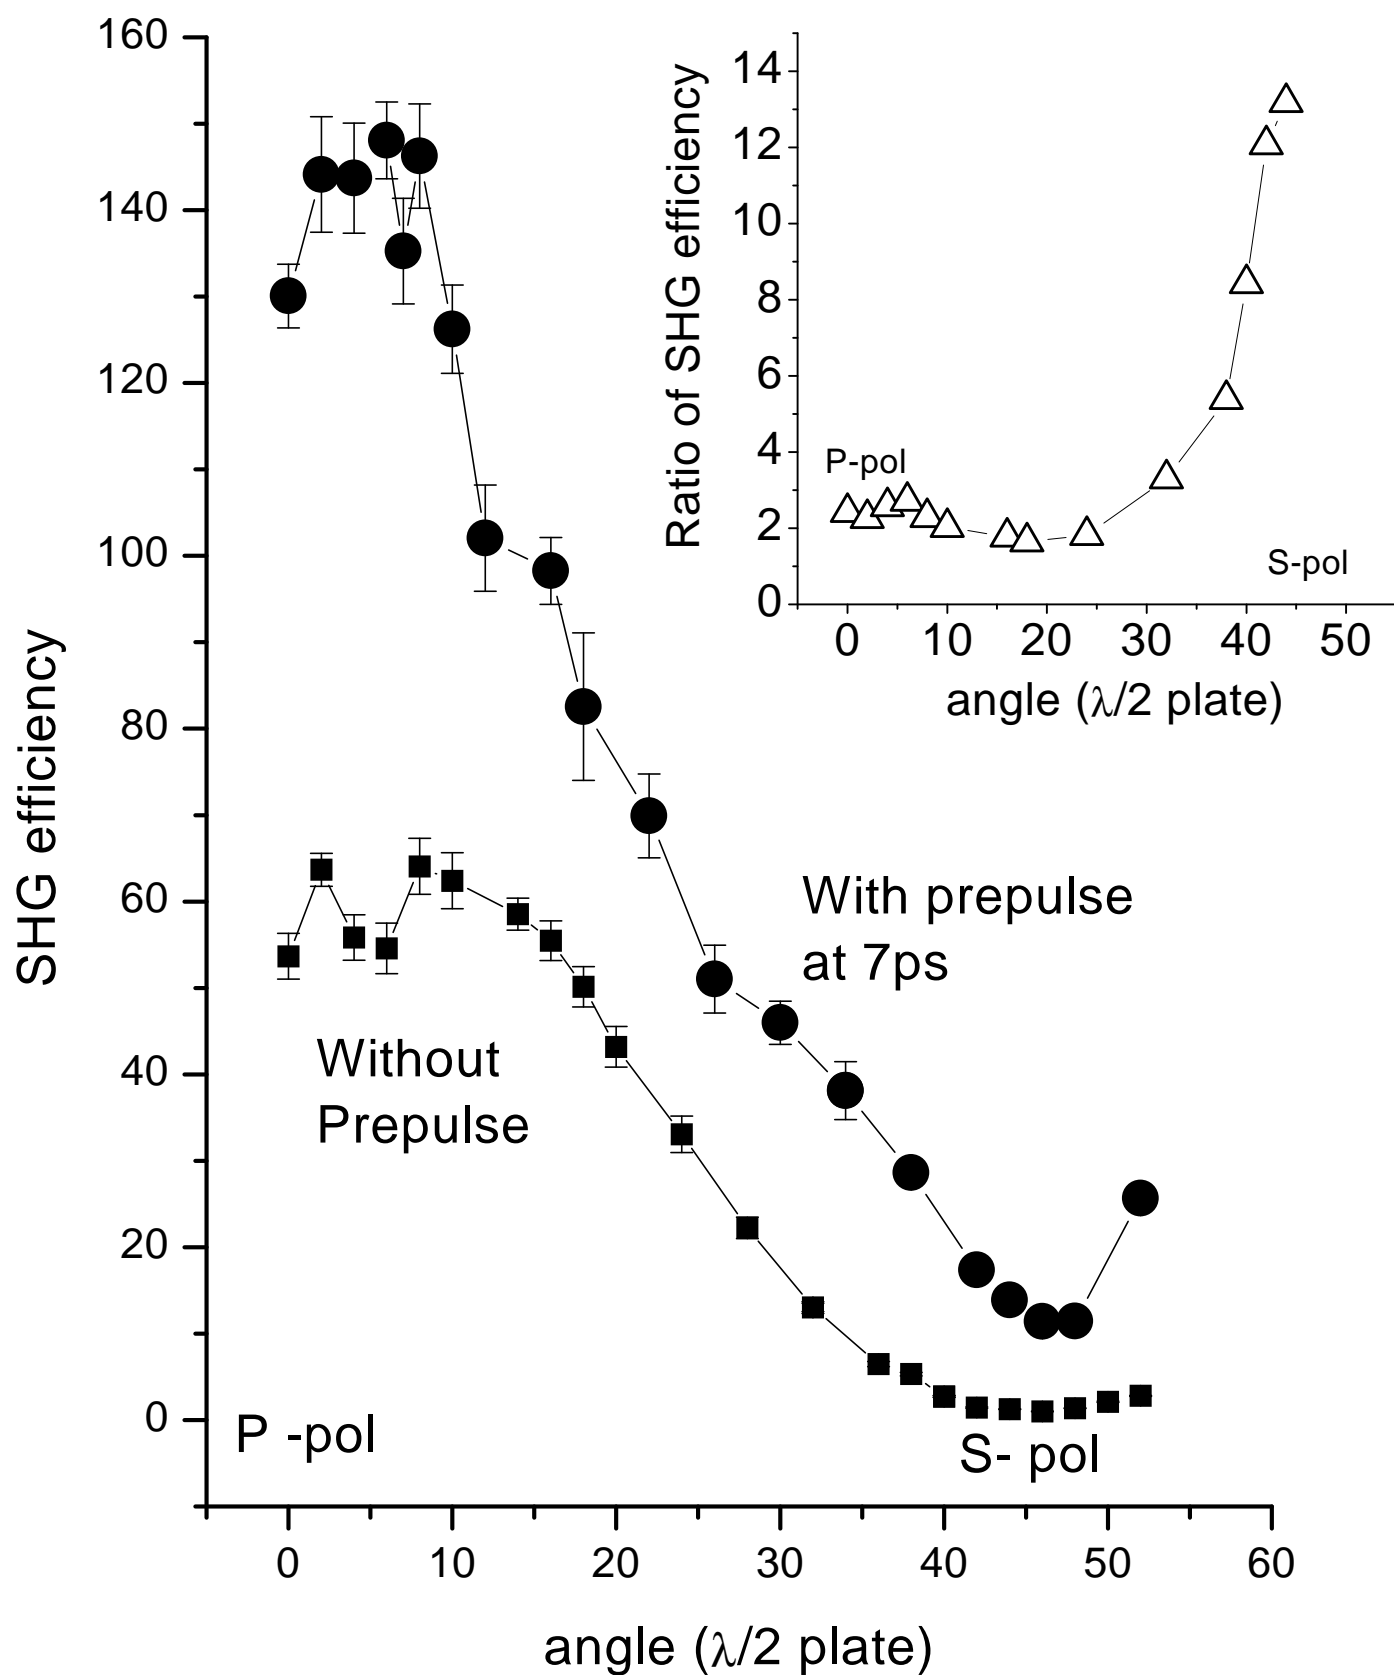 160
140
120
100
80
60
40
20
0
SHG efficiency
0 10 20 30 40 50 60
angle (λ/2 plate)
With prepulse
at 7ps
Without
Prepulse
P -pol
S- pol
14
12
10
8
6
4
2
0
Ratio of SHG efficiency
P-pol
S-pol
0 10 20 30 40 50
angle (λ/2 plate)